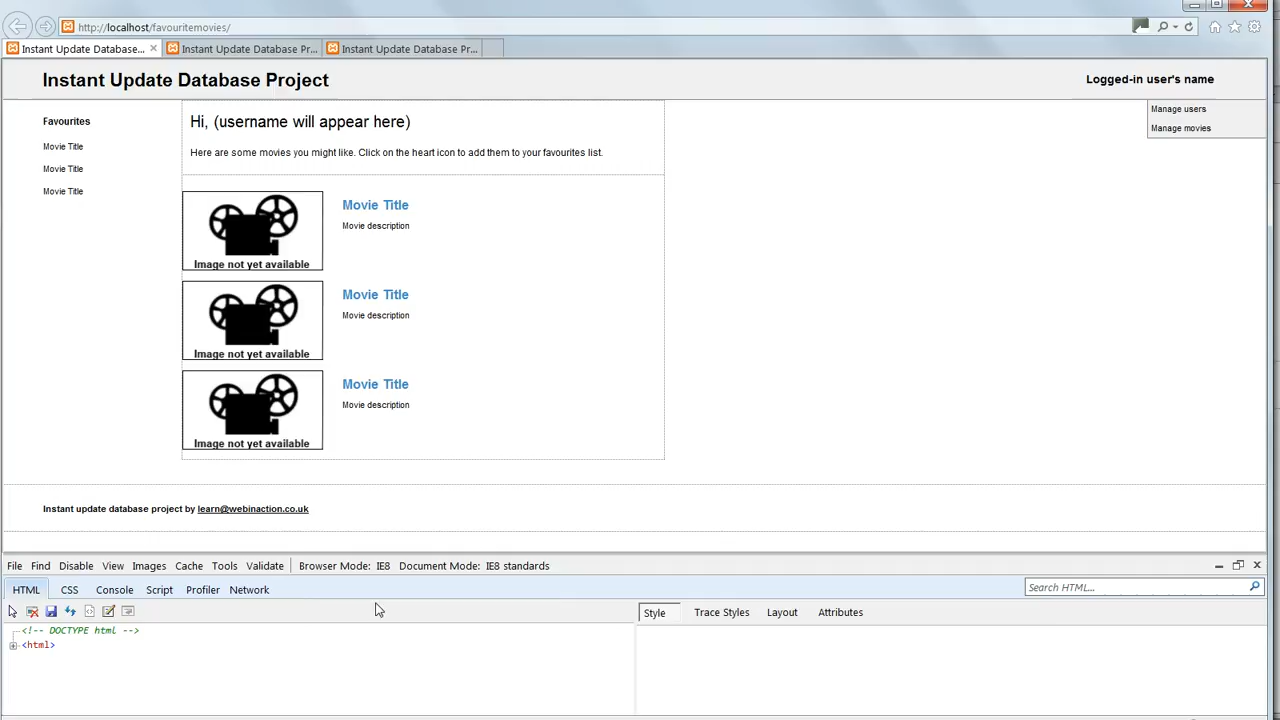 http://localhost/favouritemovies/
Instant Update Database...
Instant Update Database Pr...
Instant Update Database Pr...
Instant Update Database Project
Logged-in user's name
Manage users
Manage movies
Favourites
Movie Title
Movie Title
Movie Title
Hi, (username will appear here)
Here are some movies you might like. Click on the heart icon to add them to your favourites list.
Image not yet available
Movie Title
Movie description
Image not yet available
Movie Title
Movie description
Image not yet available
Movie Title
Movie description
Instant update database project by learn@webinaction.co.uk
File Find Disable View Images Cache Tools Validate Browser Mode: IE8 Document Mode: IE8 standards
HTML CSS Console Script Profiler Network
Search HTML...
Style Trace Styles Layout Attributes
<!-- DOCTYPE html -->
<html>